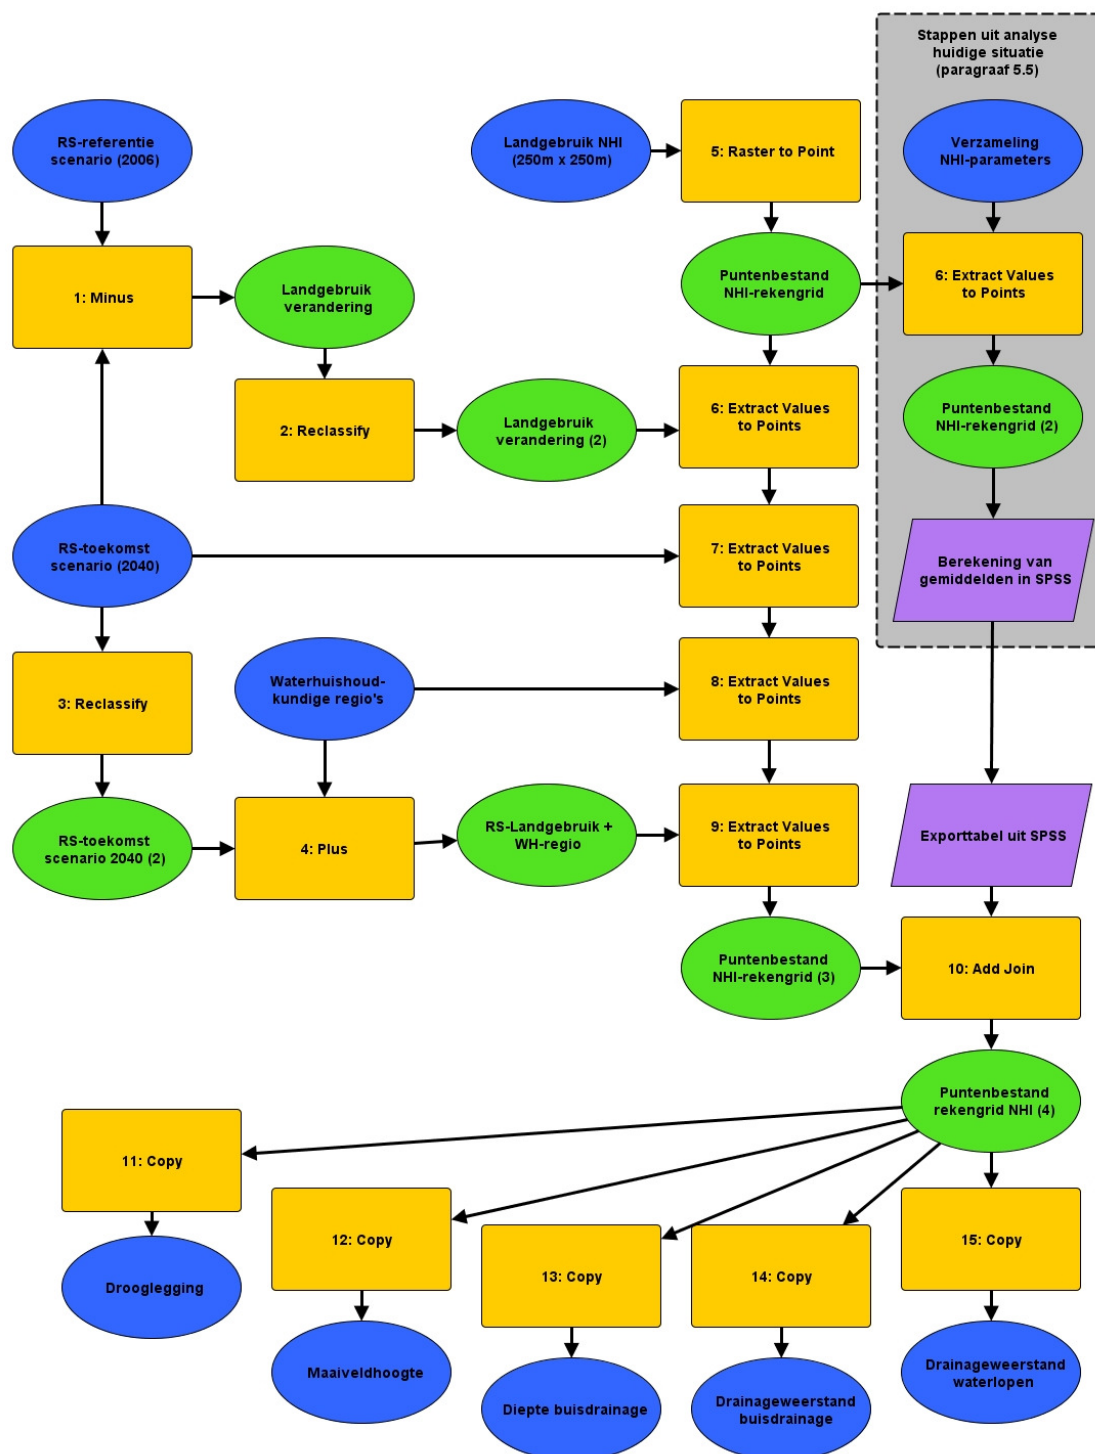 Stappen uit analyse
huidige situatie
(paragraaf 5.5)
RS-referentie
scenario (2006)
Landgebruik NHI
(250m x 250m)
5: Raster to Point
Verzameling
NHI-parameters
1: Minus
Landgebruik
verandering
Puntenbestand
NHI-rekengrid
6: Extract Values
to Points
2: Reclassify
Landgebruik
verandering (2)
6: Extract Values
to Points
Puntenbestand
NHI-rekengrid (2)
RS-toekomst
scenario (2040)
7: Extract Values
to Points
Berekening van
gemiddelden in SPSS
3: Reclassify
Waterhuishoud-
kundige regio's
8: Extract Values
to Points
RS-toekomst
scenario 2040 (2)
4: Plus
RS-Landgebruik +
WH-regio
9: Extract Values
to Points
Exporttabel uit SPSS
Puntenbestand
NHI-rekengrid (3)
10: Add Join
Puntenbestand
rekengrid NHI (4)
11: Copy
12: Copy
13: Copy
14: Copy
15: Copy
Drooglegging
Maaiveldhoogte
Diepte buisdrainage
Drainageweerstand
buisdrainage
Drainageweerstand
waterlopen